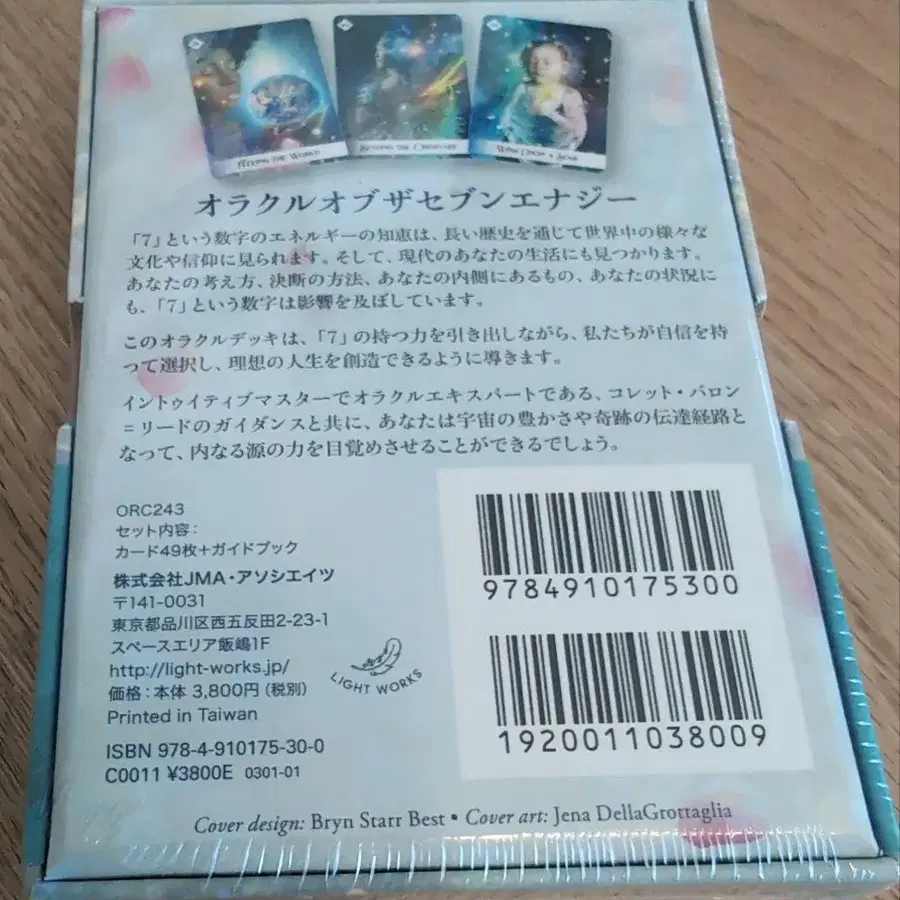 FEEDING THE WORLD
オラクルオブザセブンエナジー
「7」という数字のエネルギーの知恵は、長い歴史を通じて世界中の様々な
文化や信仰に見られます。そして、現代のあなたの生活にも見つかります。
あなたの考え方、決断の方法、あなたの内側にあるもの、あなたの状況に
も、「7」という数字は影響を及ぼしています。
このオラクルデッキは、「7」の持つ力を引き出しながら、私たちが自信を持
って選択し、理想の人生を創造できるように導きます。
イントゥイティブマスターでオラクルエキスパートである、コレット・バロン
=リードのガイダンスと共に、あなたは宇宙の豊かさや奇跡の伝達経路と
なって、内なる源の力を目覚めさせることができるでしょう。
ORC243
セット内容:
カード49枚+ガイドブック
株式会社JMA・アソシエイツ
〒141-0031
東京都品川区西五反田2-23-1
スペースエリア飯嶋1F
http://light-works.jp/
価格:本体 3,800円(税別)
Printed in Taiwan
ISBN 978-4-910175-30-0
C0011 ¥3800E 0301-01
LIGHT WORKS
9784910175300
1920011038009
Cover design: Bryn Starr Best • Cover art: Jena DellaGrottaglia